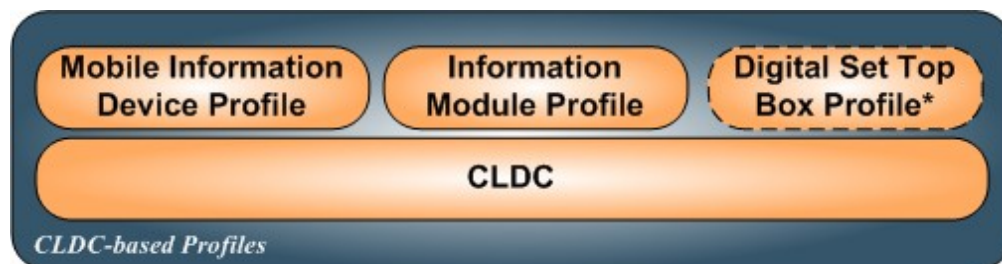 Mobile Information
Device Profile
Information
Module Profile
Digital Set Top
Box Profile*
CLDC
CLDC-based Profiles